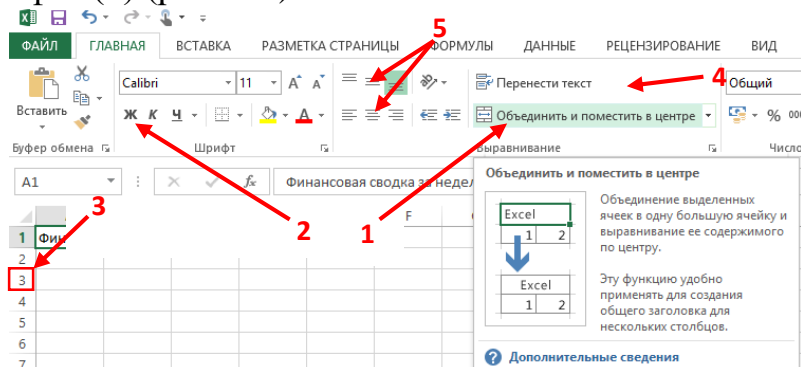 5
ФАЙЛ ГЛАВНАЯ ВСТАВКА РАЗМЕТКА СТРАНИЦЫ ФОРМУЛЫ ДАННЫЕ РЕЦЕНЗИРОВАНИЕ ВИД
Calibri 11 Перенести текст 4 Общий
Вставить Ж К Ч Объединить и поместить в центре % 000
Буфер обмена Шрифт Выравнивание Число
A1 fx Финансовая сводка за недел
3 2 1 F
1 Фин
2
3
4
5
6
7
Объединить и поместить в центре
Excel
1 2
Excel
1 2
Объединение выделенных
ячеек в одну большую ячейку и
выравнивание ее содержимого
по центру.
Эту функцию удобно
применять для создания
общего заголовка для
нескольких столбцов.
Дополнительные сведения